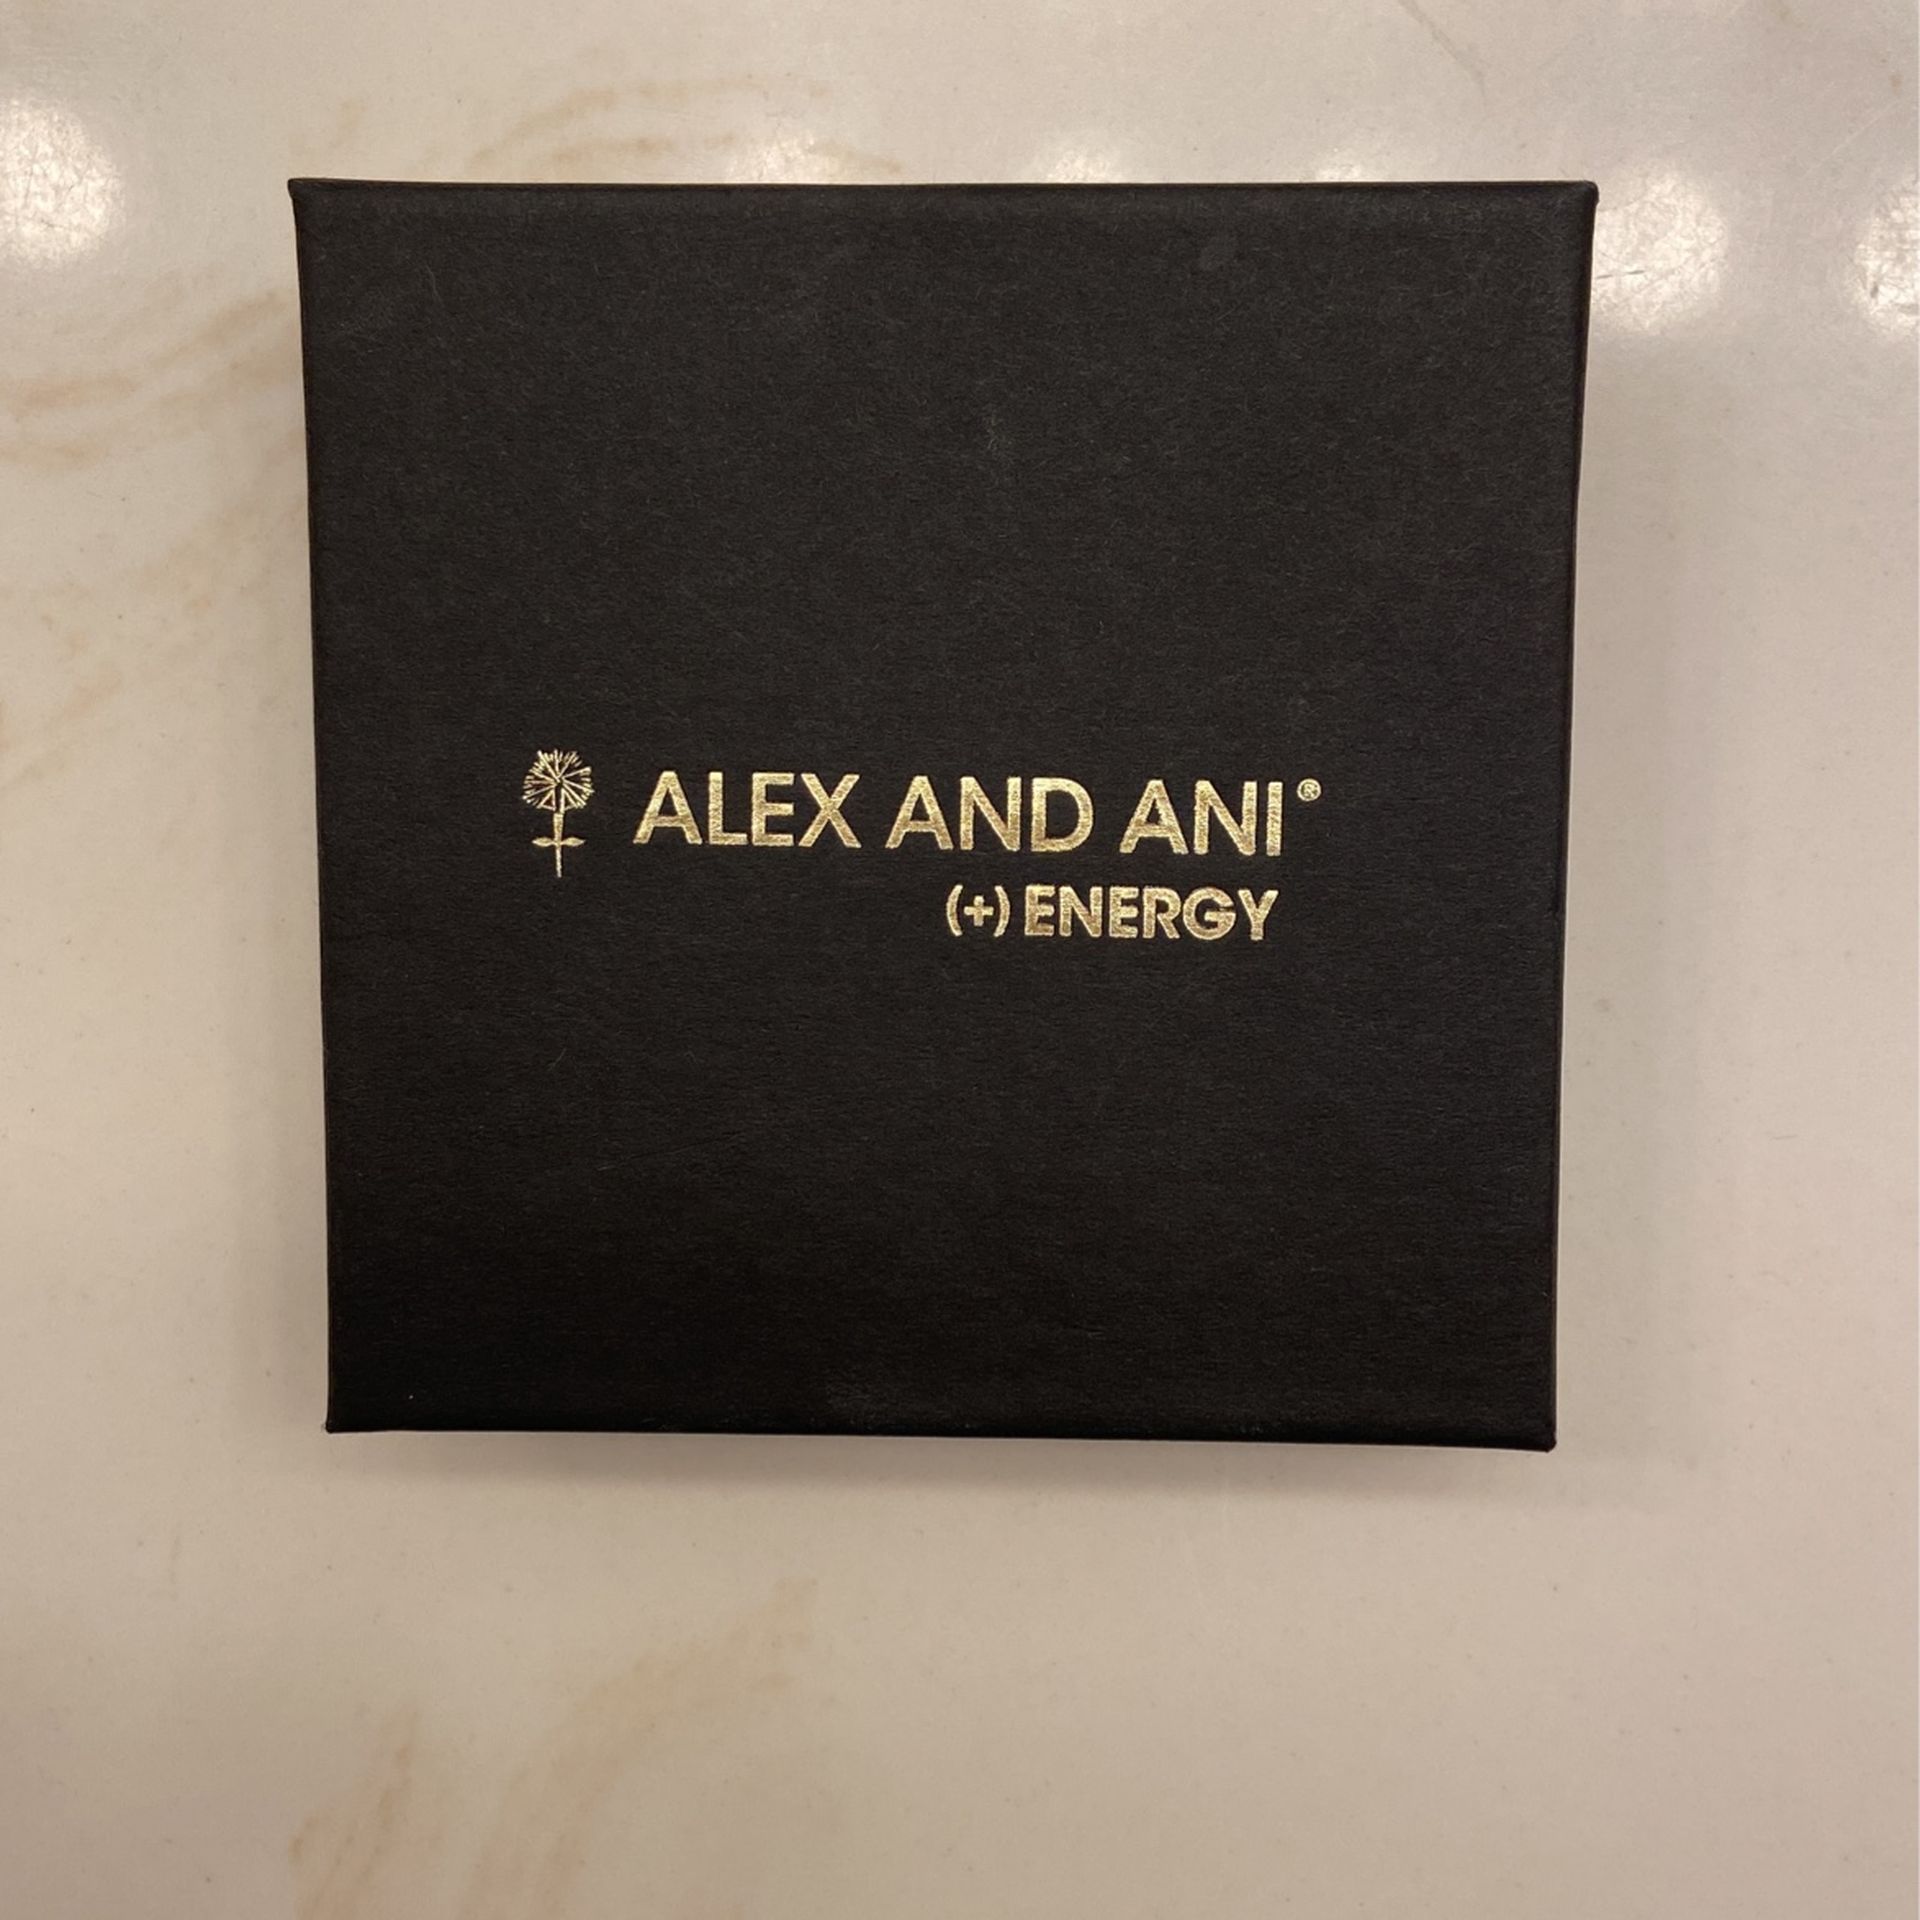 ALEX AND ANI®
(+) ENERGY